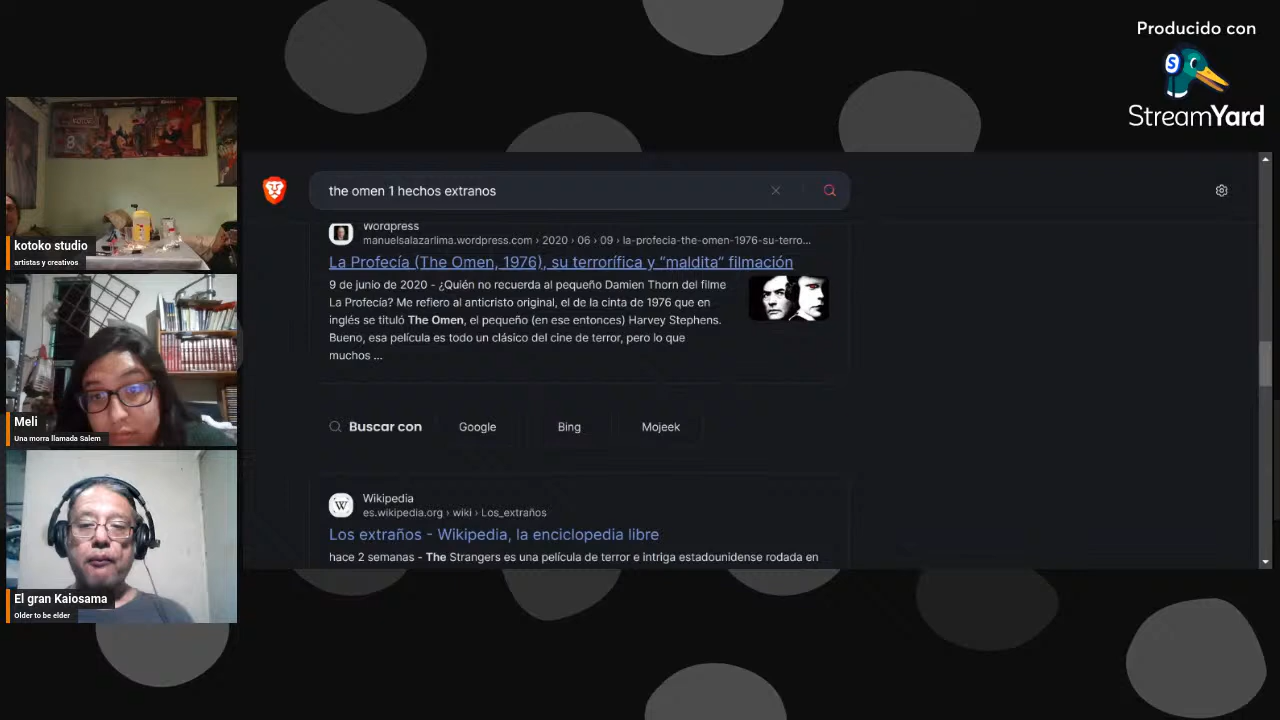 Producido con
StreamYard
kotoko studio
artistas y creativos
Meli
Una morra llamada Salem
El gran Kaiosama
Older to be elder
the omen 1 hechos extranos
Wordpress
manuelsalazarlima.wordpress.com › 2020 › 06 › 09 › la-profecia-the-omen-1976-su-terro...
La Profecía (The Omen, 1976), su terrorífica y “maldita” filmación
9 de junio de 2020 - ¿Quién no recuerda al pequeño Damien Thorn del filme
La Profecía? Me refiero al anticristo original, el de la cinta de 1976 que en
inglés se tituló The Omen, el pequeño (en ese entonces) Harvey Stephens.
Bueno, esa película es todo un clásico del cine de terror, pero lo que
muchos ...
Buscar con Google Bing Mojeek
W
Wikipedia
es.wikipedia.org › wiki › Los_extraños
Los extraños - Wikipedia, la enciclopedia libre
hace 2 semanas - The Strangers es una película de terror e intriga estadounidense rodada en